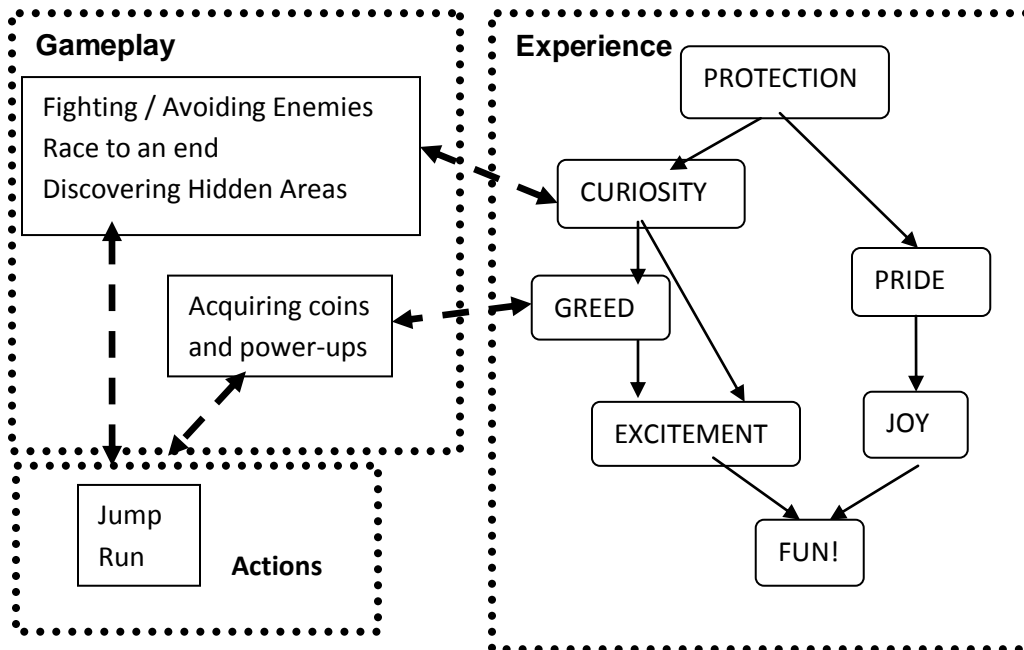 Gameplay
Fighting / Avoiding Enemies
Race to an end
Discovering Hidden Areas
Acquiring coins
and power-ups
Jump
Run
Actions
Experience
PROTECTION
CURIOSITY
PRIDE
GREED
EXCITEMENT
JOY
FUN!